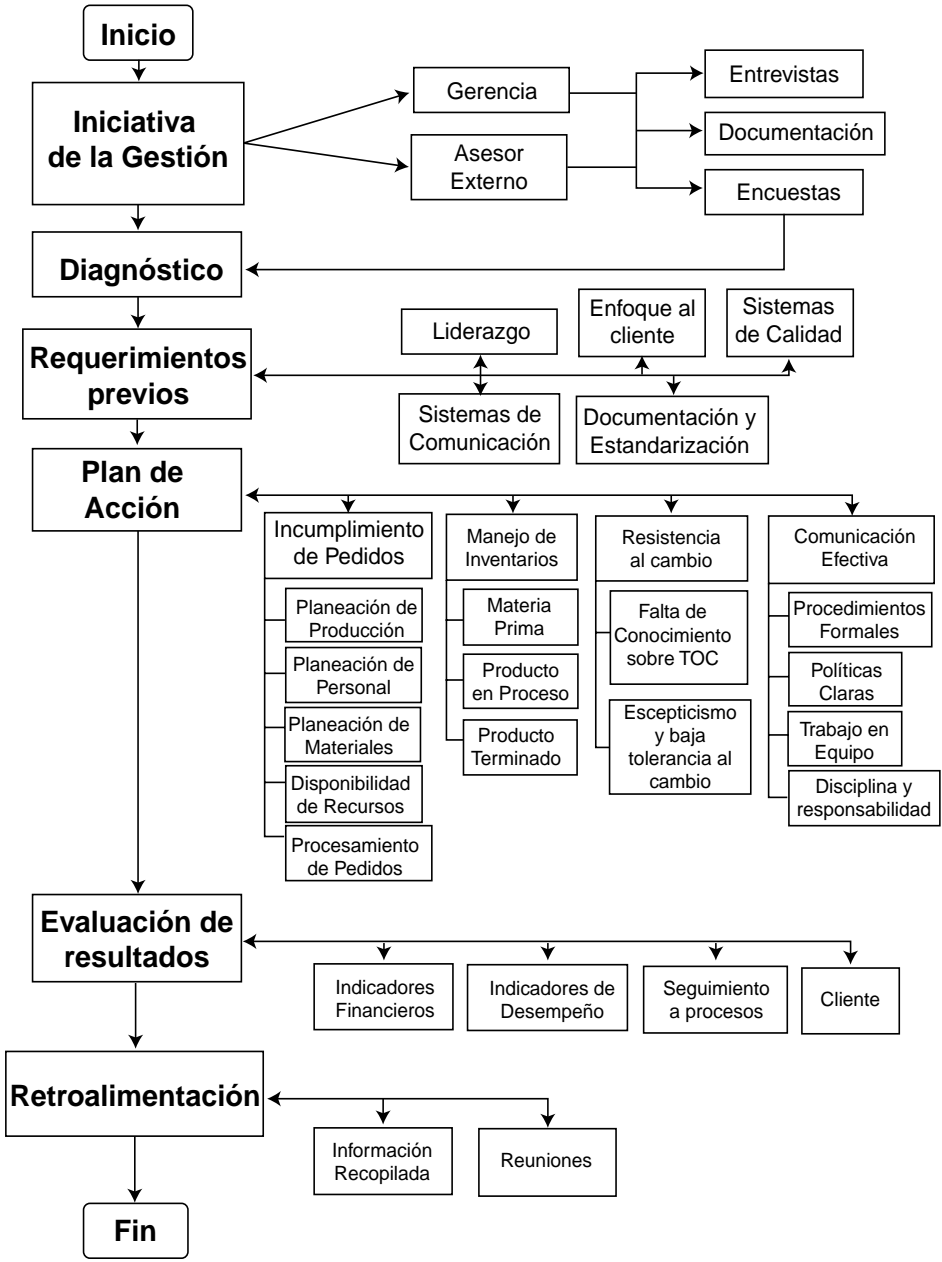 Inicio
Iniciativa
de la Gestión
Gerencia
Asesor
Externo
Entrevistas
Documentación
Encuestas
Diagnóstico
Requerimientos
previos
Liderazgo
Enfoque al
cliente
Sistemas
de Calidad
Sistemas de
Comunicación
Documentación y
Estandarización
Plan de
Acción
Incumplimiento
de Pedidos
Planeación de
Producción
Planeación de
Personal
Planeación de
Materiales
Disponibilidad
de Recursos
Procesamiento
de Pedidos
Manejo de
Inventarios
Materia
Prima
Producto
en Proceso
Producto
Terminado
Resistencia
al cambio
Falta de
Conocimiento
sobre TOC
Escepticismo
y baja
tolerancia al
cambio
Comunicación
Efectiva
Procedimientos
Formales
Políticas
Claras
Trabajo en
Equipo
Disciplina y
responsabilidad
Evaluación de
resultados
Indicadores
Financieros
Indicadores de
Desempeño
Seguimiento
a procesos
Cliente
Retroalimentación
Información
Recopilada
Reuniones
Fin